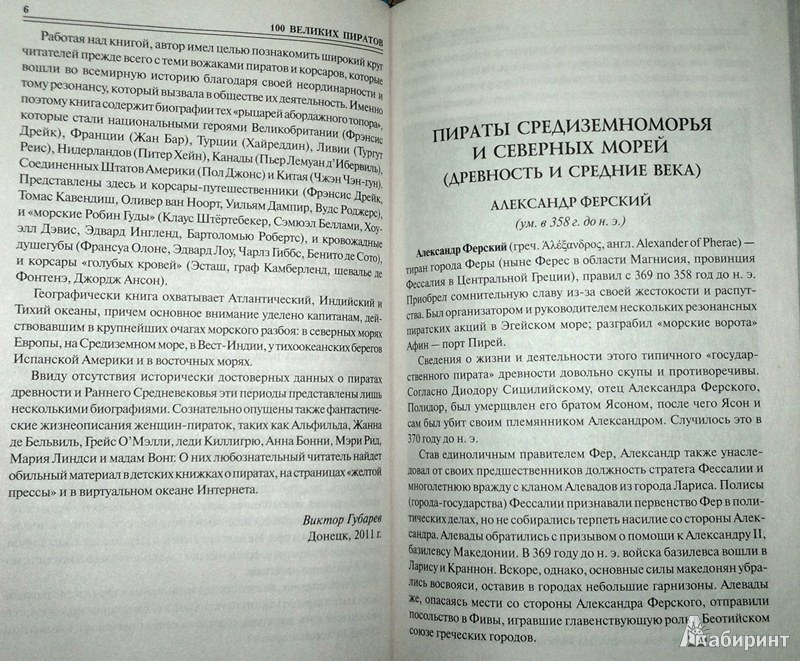 6
100 ВЕЛИКИХ ПИРАТОВ
Работая над книгой, автор имел целью познакомить широкий круг
читателей прежде всего с теми вожаками пиратов и корсаров, которые
вошли во всемирную историю благодаря своей неординарности и
тому резонансу, который вызвала в обществе их деятельность. Именно
поэтому книга содержит биографии тех «рыцарей абордажного топора»,
которые стали национальными героями Великобритании (Фрэнсис
Дрейк), Франции (Жан Бар), Турции (Хайреддин), Ливии (Тургут
Реис), Нидерландов (Питер Хейн), Канады (Пьер Лемуан д'Ибервиль),
Соединенных Штатов Америки (Пол Джонс) и Китая (Чжэн Чэн-гун).
Представлены здесь и корсары-путешественники (Фрэнсис Дрейк,
Томас Кавендиш, Оливер ван Ноорт, Уильям Дампир, Вудс Роджерс),
и «морские Робин Гуды» (Клаус Штёртебекер, Сэмюэл Беллами, Хоу-
элл Дэвис, Эдвард Ингленд, Бартоломью Робертс), и кровожадные
душегубы (Франсуа Олоне, Эдвард Лоу, Чарлз Гиббс, Бенито де Сото),
и корсары «голубых кровей» (Эсташ, граф Камберленд, шевалье де
Фонтенэ, Джордж Ансон).
Географически книга охватывает Атлантический, Индийский и
Тихий океаны, причем основное внимание уделено капитанам, дей-
ствовавшим в крупнейших очагах морского разбоя: в северных морях
Европы, на Средиземном море, в Вест-Индии, у тихоокеанских берегов
Испанской Америки и в восточных морях.
Ввиду отсутствия исторически достоверных данных о пиратах
древности и Раннего Средневековья эти периоды представлены лишь
несколькими биографиями. Сознательно опущены также фантастиче-
ские жизнеописания женщин-пираток, таких как Альфильда, Жанна
де Бельвиль, Грейс О'Мэлли, леди Киллигрю, Анна Бонни, Мэри Рид,
Мария Линдси и мадам Вонг. О них любознательный читатель найдет
обильный материал в детских книжках о пиратах, на страницах «желтой
прессы» и в виртуальном океане Интернета.
Виктор Губарев
Донецк, 2011 г.
ПИРАТЫ СРЕДИЗЕМНОМОРЬЯ
И СЕВЕРНЫХ МОРЕЙ
(ДРЕВНОСТЬ И СРЕДНИЕ ВЕКА)
АЛЕКСАНДР ФЕРСКИЙ
(ум. в 358 г. до н. э.)
Александр Ферский (греч. Ἀλέξανδρος, англ. Alexander of Pherae) —
тиран города Феры (ныне Ферес в области Магнисия, провинция
Фессалия в Центральной Греции), правил с 369 по 358 год до н. э.
Приобрел сомнительную славу из-за своей жестокости и распут-
ства. Был организатором и руководителем нескольких резонансных
пиратских акций в Эгейском море; разграбил «морские ворота»
Афин — порт Пирей.
Сведения о жизни и деятельности этого типичного «государст-
венного пирата» древности довольно скупы и противоречивы.
Согласно Диодору Сицилийскому, отец Александра Ферского,
Полидор, был умерщвлен его братом Ясоном, после чего Ясон и
сам был убит своим племянником Александром. Случилось это в
370 году до н. э.
Став единоличным правителем Фер, Александр также унасле-
довал от своих предшественников должность стратега Фессалии и
многолетнюю вражду с кланом Алевадов из города Лариса. Полисы
(города-государства) Фессалии признавали первенство Фер в поли-
тических делах, но не собирались терпеть насилие со стороны Алек-
сандра. Алевады обратились с призывом о помощи к Александру II,
базилевсу Македонии. В 369 году до н. э. войска базилевса вошли в
Ларису и Краннон. Вскоре, однако, основные силы македонян убра-
лись восвояси, оставив в городах небольшие гарнизоны. Алевады
же, опасаясь мести со стороны Александра Ферского, отправили
посольство в Фивы, игравшие главенствующую роль в Беотийском
союзе греческих городов.
Лабиринт